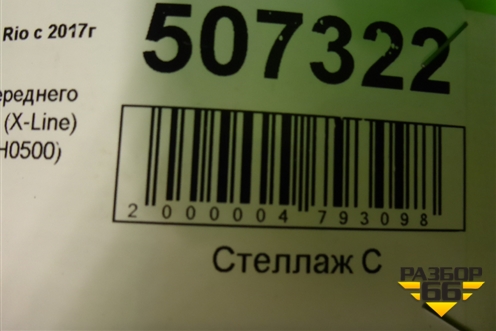 507322
Rio с 2017г
ереднего
(X-Line)
H0500)
2 000004 793098
Стеллаж С
РАЗБОР
66